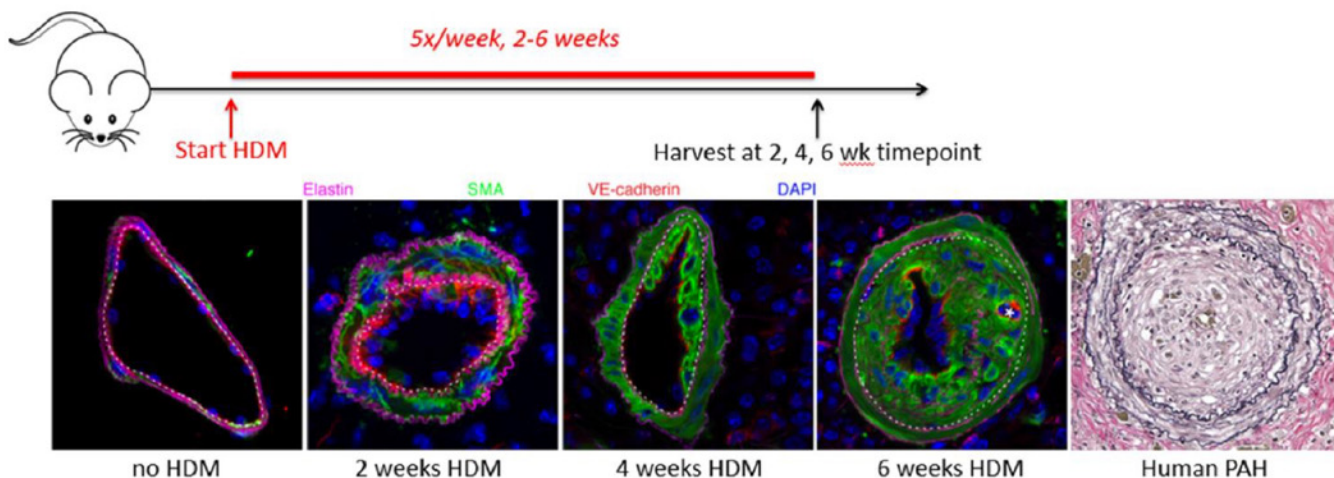 5x/week, 2-6 weeks
Start HDM
Harvest at 2, 4, 6 wk timepoint
Elastin SMA VE-cadherin DAPI
no HDM 2 weeks HDM 4 weeks HDM 6 weeks HDM Human PAH